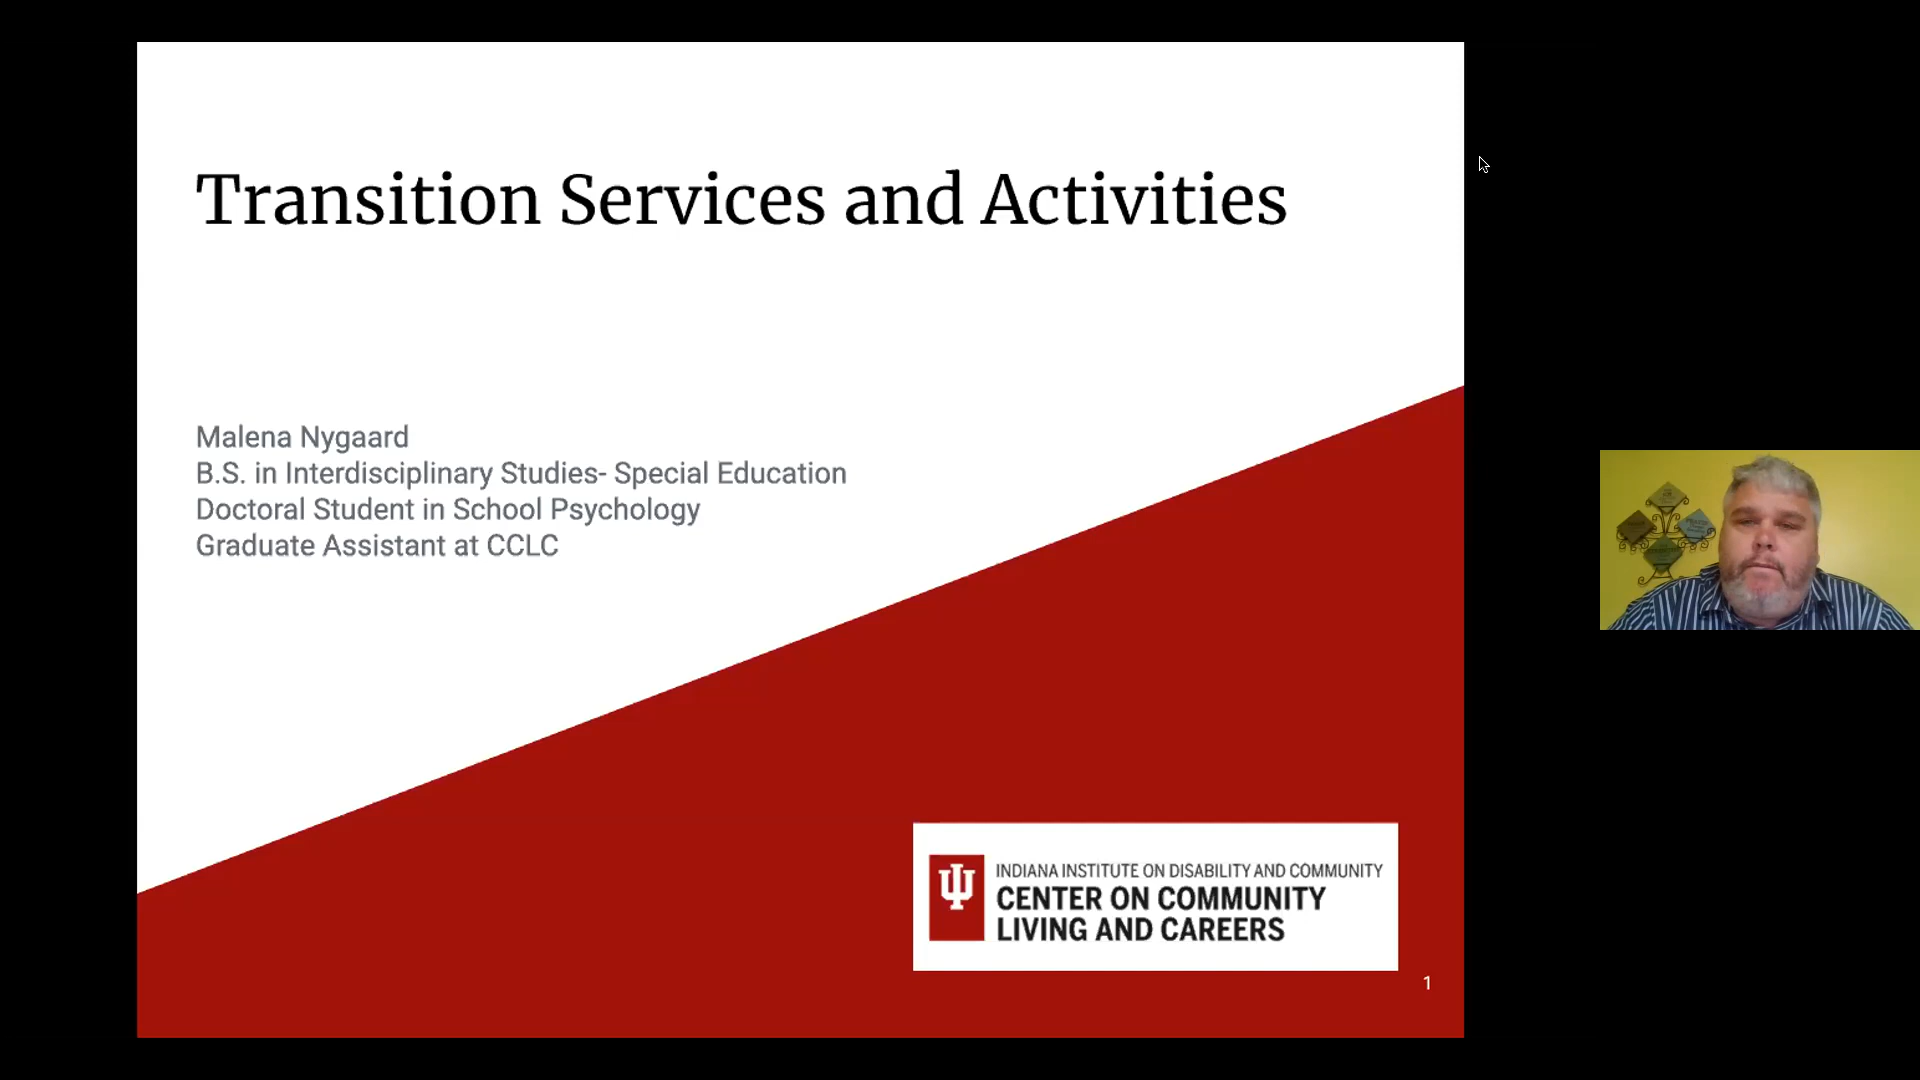 Transition Services and Activities
Malena Nygaard
B.S. in Interdisciplinary Studies- Special Education
Doctoral Student in School Psychology
Graduate Assistant at CCLC
INDIANA INSTITUTE ON DISABILITY AND COMMUNITY
CENTER ON COMMUNITY
LIVING AND CAREERS
1